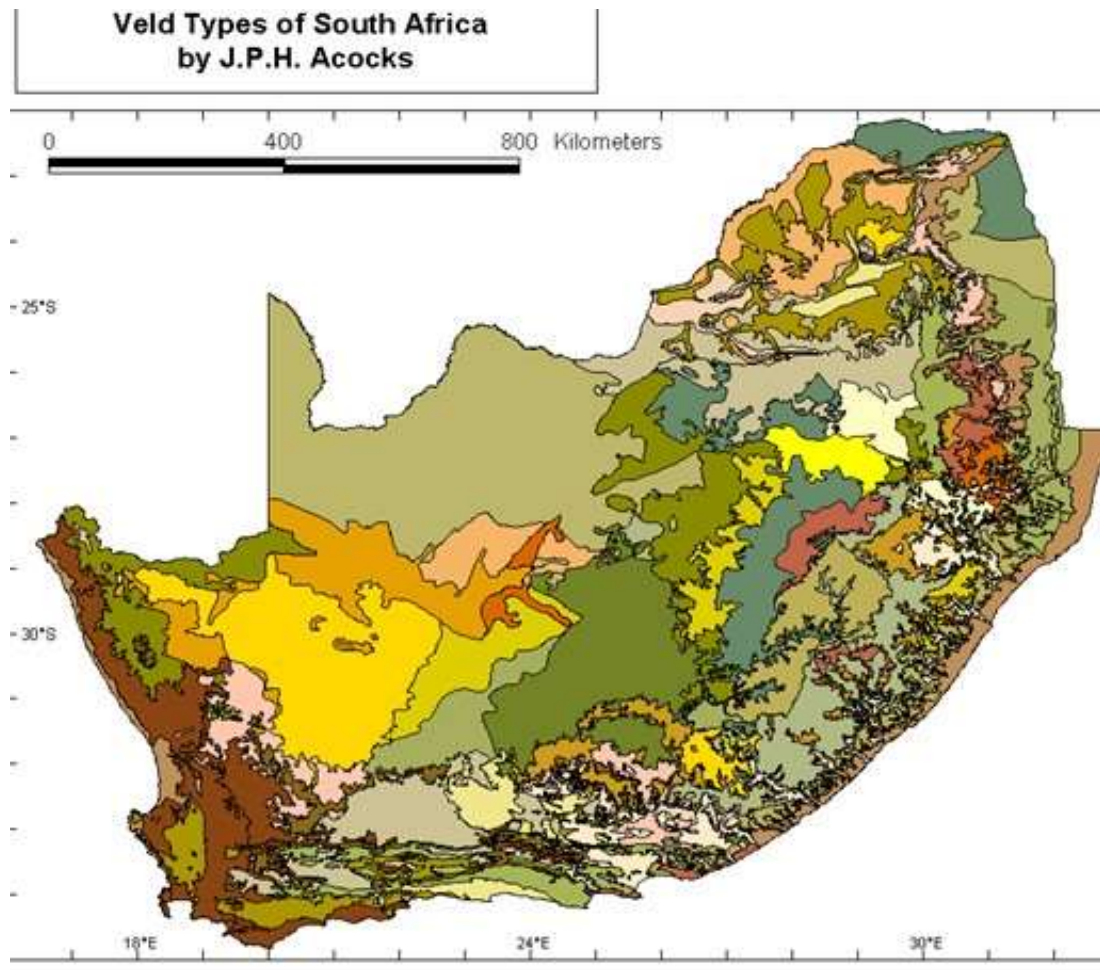 Veld Types of South Africa
by J.P.H. Acocks
0 400 800 Kilometers
25°S
30°S
18°E 24°E 30°E